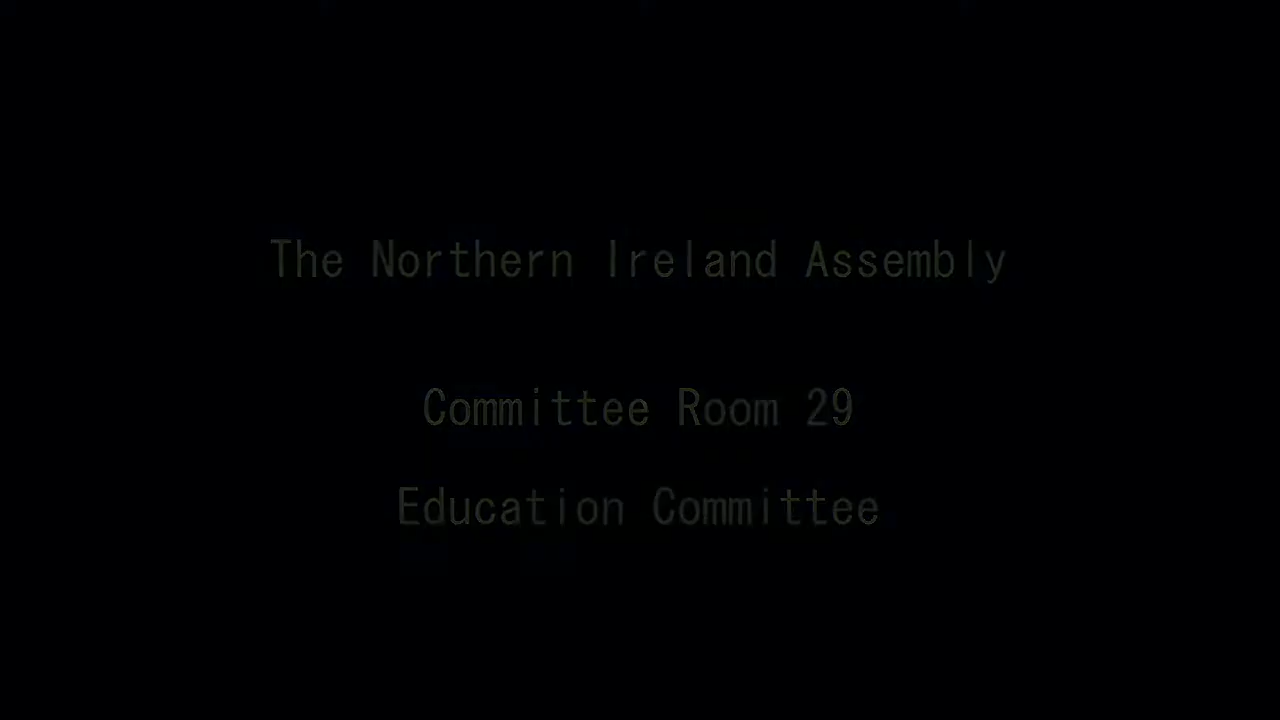 The Northern Ireland Assembly
Committee Room 29
Education Committee